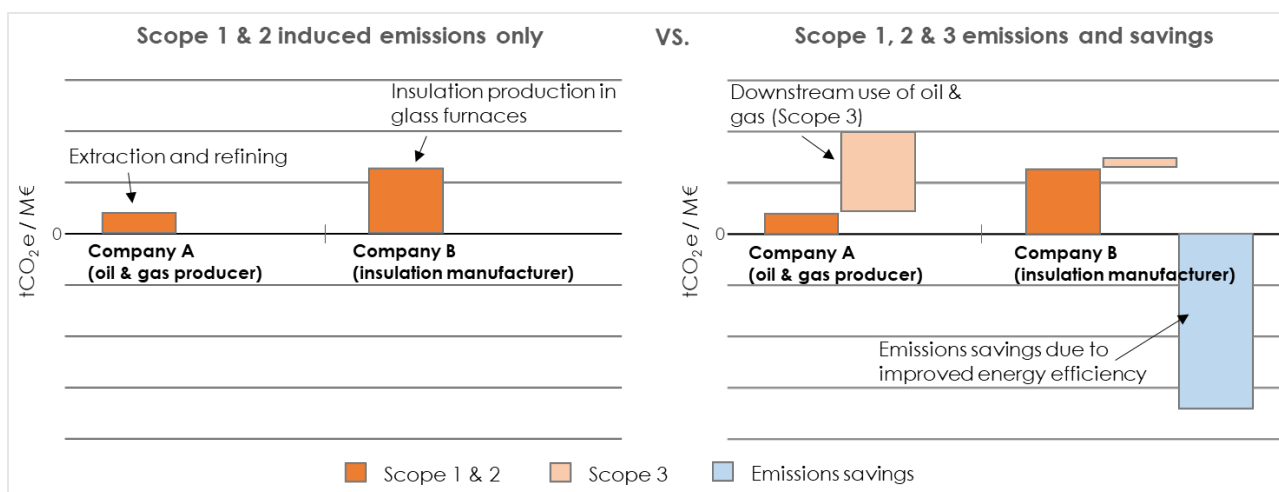 Scope 1 & 2 induced emissions only
VS.
Scope 1, 2 & 3 emissions and savings
tCO₂e / M€
0
Extraction and refining
Insulation production in
glass furnaces
Company A
(oil & gas producer)
Company B
(insulation manufacturer)
tCO₂e / M€
0
Downstream use of oil &
gas (Scope 3)
Company A
(oil & gas producer)
Company B
(insulation manufacturer)
Emissions savings due to
improved energy efficiency
Scope 1 & 2
Scope 3
Emissions savings